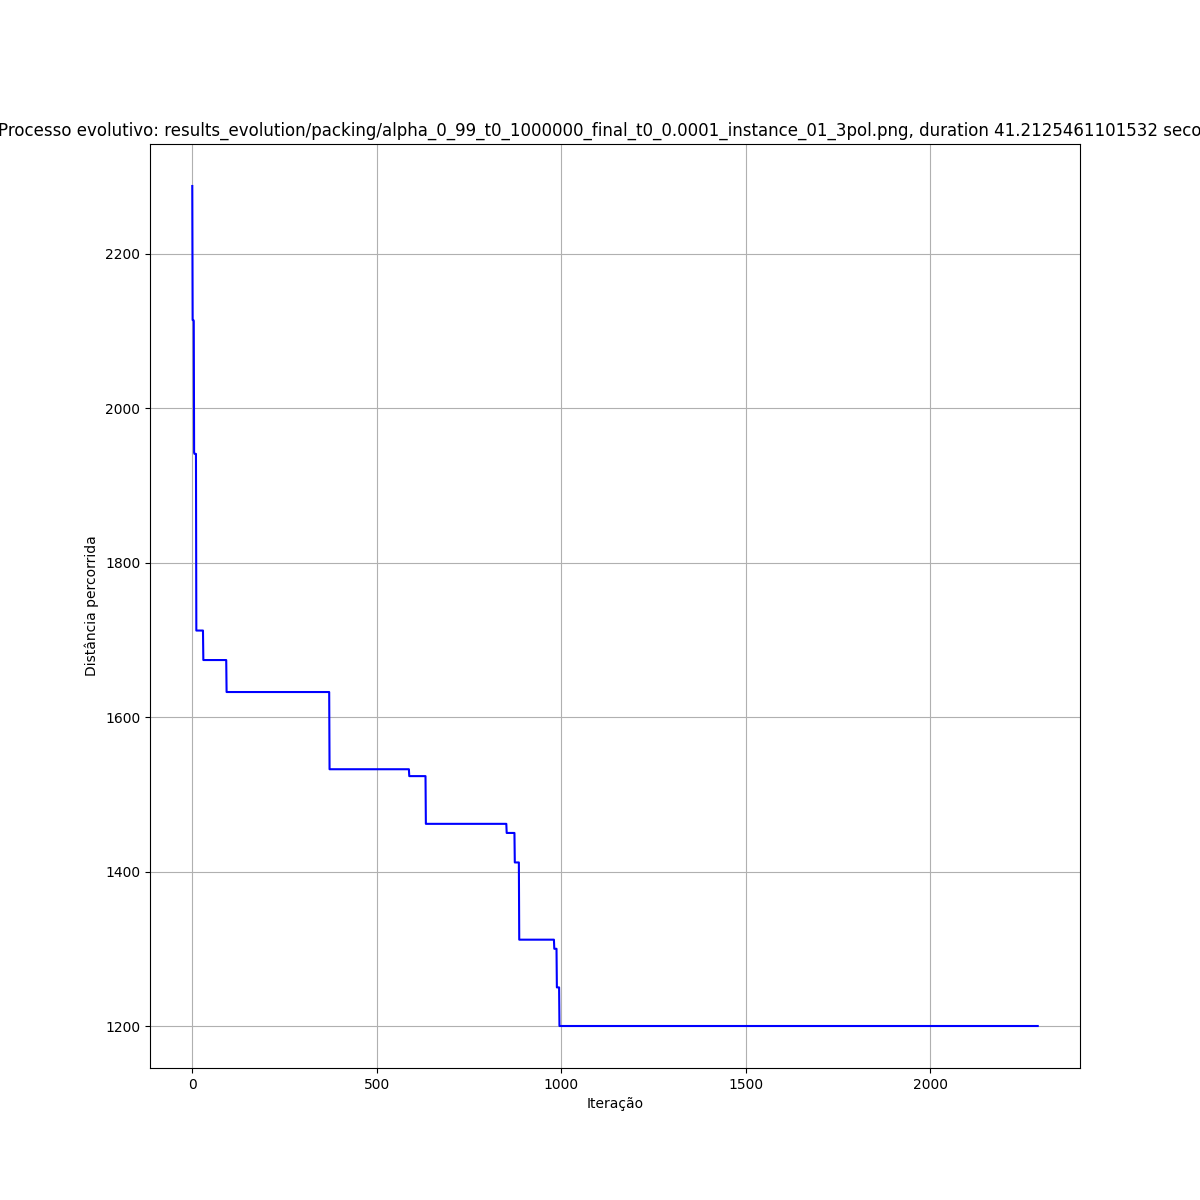 Processo evolutivo: results_evolution/packing/alpha_0_99_t0_1000000_final_t0_0.0001_instance_01_3pol.png, duration 41.2125461101532 seco
2200
2000
1800
1600
1400
1200
Distância percorrida
0 500 1000 1500 2000
Iteração